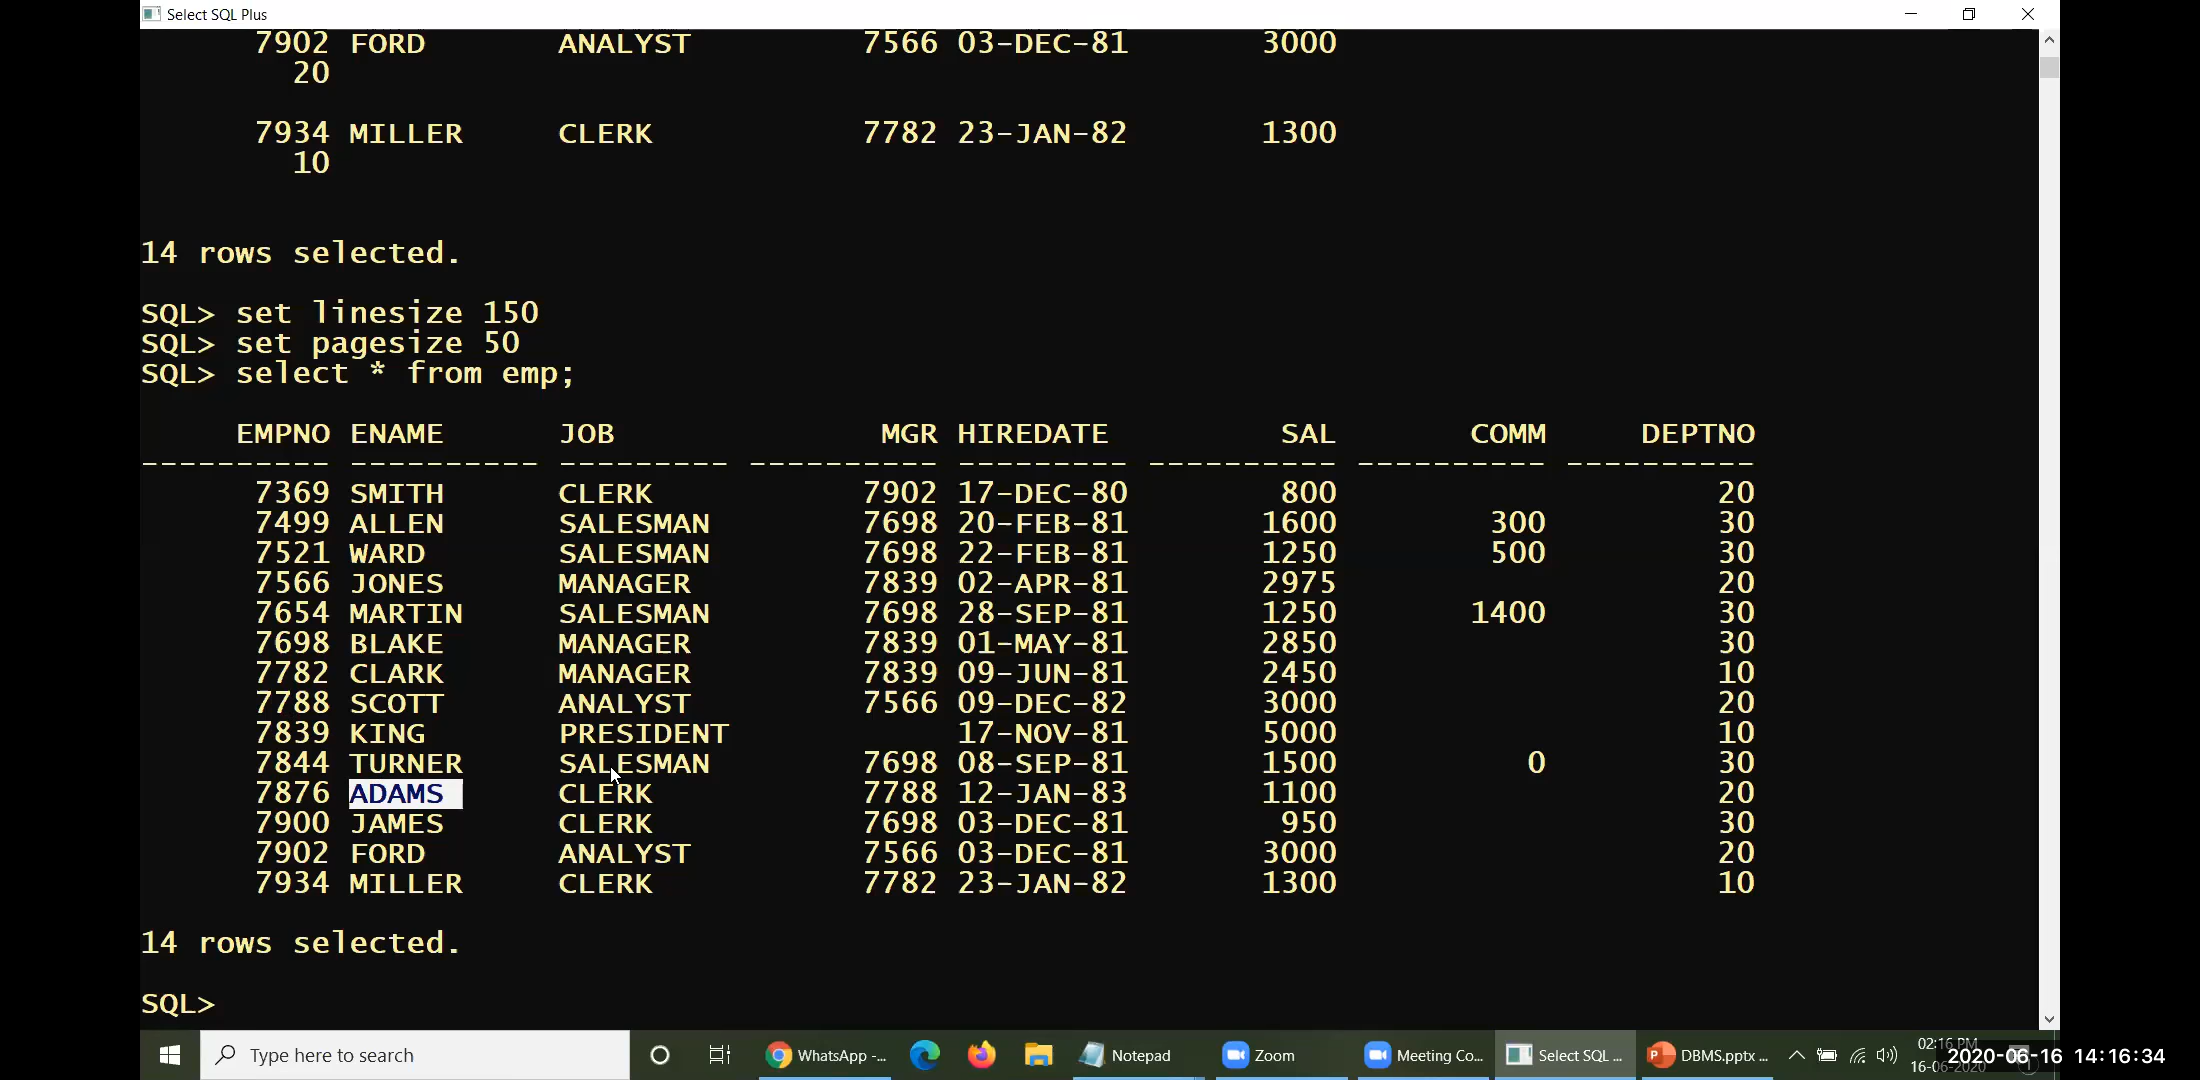 Select SQL Plus
7902 FORD ANALYST 7566 03-DEC-81 3000
20
7934 MILLER CLERK 7782 23-JAN-82 1300
10
14 rows selected.
SQL> set linesize 150
SQL> set pagesize 50
SQL> select * from emp;
EMPNO ENAME JOB MGR HIREDATE SAL COMM DEPTNO
---------- ---------- --------- ---------- --------- ---------- ---------- ----------
7369 SMITH CLERK 7902 17-DEC-80 800 20
7499 ALLEN SALESMAN 7698 20-FEB-81 1600 300 30
7521 WARD SALESMAN 7698 22-FEB-81 1250 500 30
7566 JONES MANAGER 7839 02-APR-81 2975 20
7654 MARTIN SALESMAN 7698 28-SEP-81 1250 1400 30
7698 BLAKE MANAGER 7839 01-MAY-81 2850 30
7782 CLARK MANAGER 7839 09-JUN-81 2450 10
7788 SCOTT ANALYST 7566 09-DEC-82 3000 20
7839 KING PRESIDENT 17-NOV-81 5000 10
7844 TURNER SALESMAN 7698 08-SEP-81 1500 0 30
7876 ADAMS CLERK 7788 12-JAN-83 1100 20
7900 JAMES CLERK 7698 03-DEC-81 950 30
7902 FORD ANALYST 7566 03-DEC-81 3000 20
7934 MILLER CLERK 7782 23-JAN-82 1300 10
14 rows selected.
SQL>
Type here to search WhatsApp -... Notepad Zoom Meeting Co... Select SQL ... DBMS.pptx ... 02:16 PM
16-06-2020 2020-06-16 14:16:34